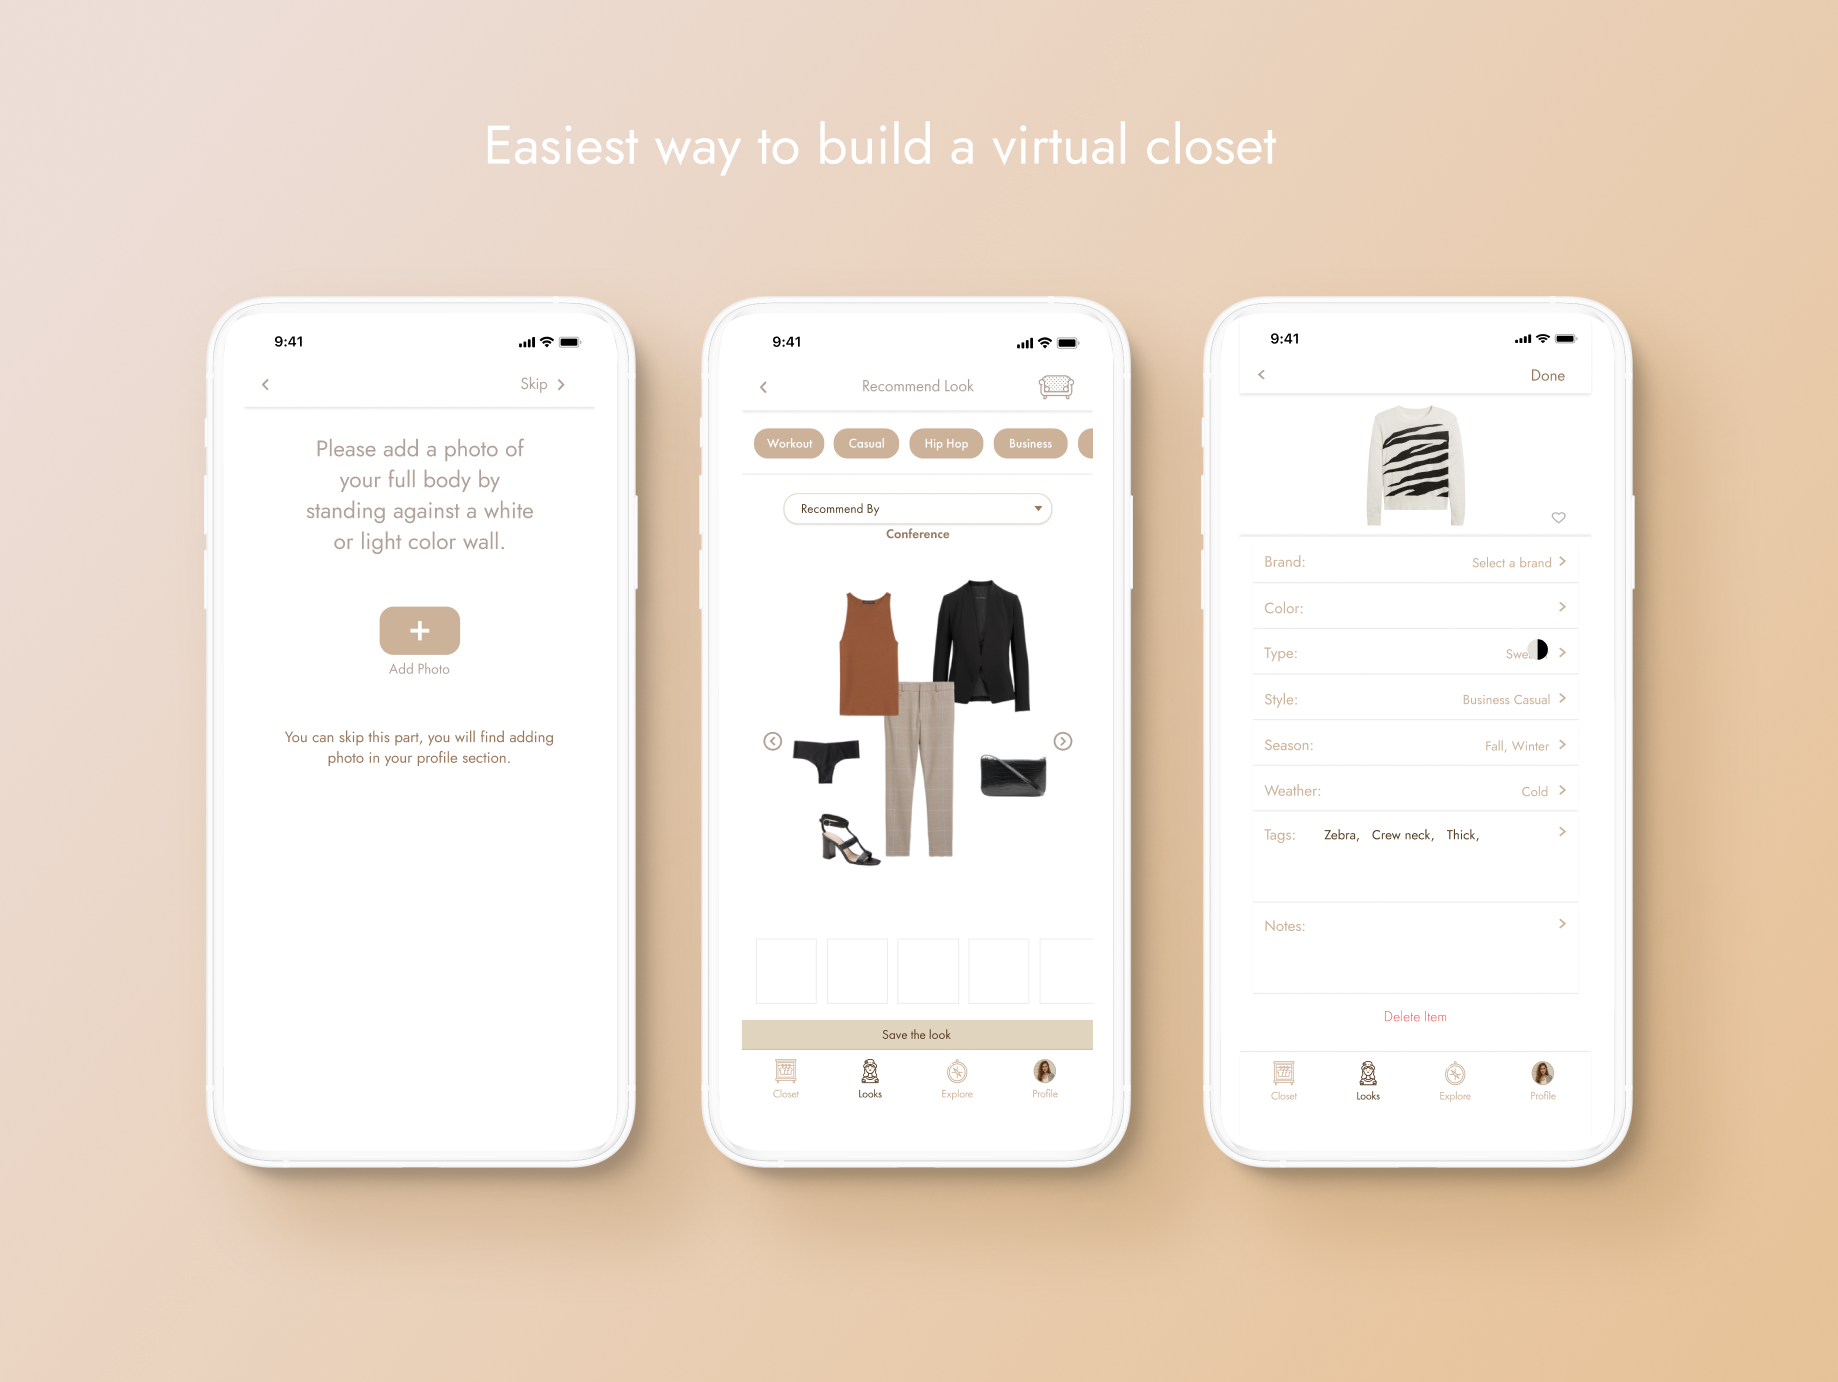 Easiest way to build a virtual closet
9:41
Skip
Please add a photo of
your full body by
standing against a white
or light color wall.
Add Photo
You can skip this part, you will find adding
photo in your profile section.
9:41
Recommend Look
Workout Casual Hip Hop Business
Recommend By
Conference
Save the look
Closet Looks Explore Profile
9:41
Done
Brand: Select a brand
Color:
Type:
Style: Business Casual
Season: Fall, Winter
Weather: Cold
Tags: Zebra, Crew neck, Thick,
Notes:
Delete Item
Closet Looks Explore Profile